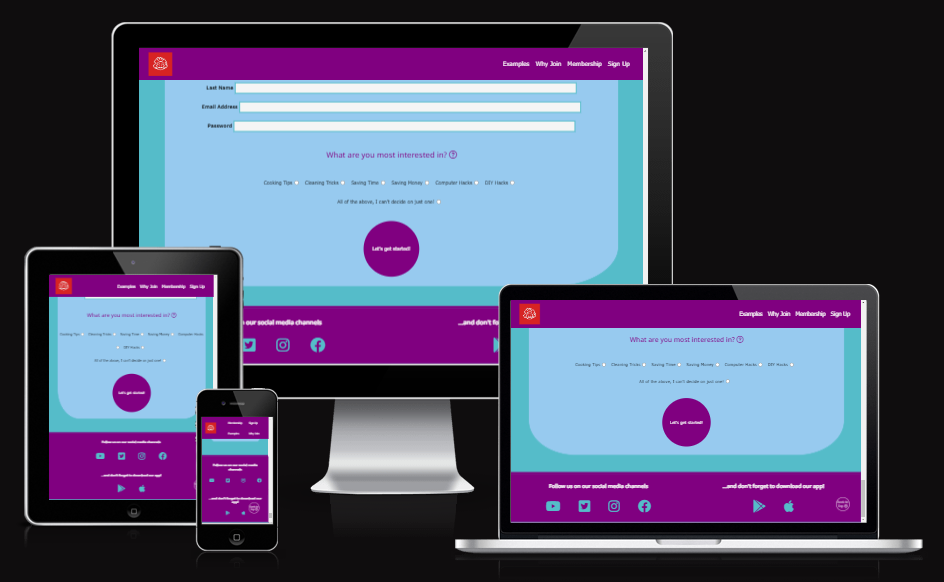 Examples Why Join Membership Sign Up
Last Name
Email Address
Password
What are you most interested in?
Cooking Tips Cleaning Tricks Saving Time Saving Money Computer Hacks DIY Hacks
All of the above, I can't decide on just one!
Let's get started!
on our social media channels
...and don't fo
Examples Why Join Membership Sign Up
What are you most interested in?
Cooking Tips Cleaning Tricks Saving Time Saving Money Computer Hacks
DIY Hacks
All of the above, I can't decide on just one!
Let's get started!
Follow us on our social media channels
...and don't forget to download our app!
Membership Sign Up
Examples Why Join
Follow us on our social media
channels
...and don't forget to download our
app!
Examples Why Join Membership Sign Up
What are you most interested in?
Cooking Tips Cleaning Tricks Saving Time Saving Money Computer Hacks DIY Hacks
All of the above, I can't decide on just one!
Let's get started!
Follow us on our social media channels
...and don't forget to download our app!